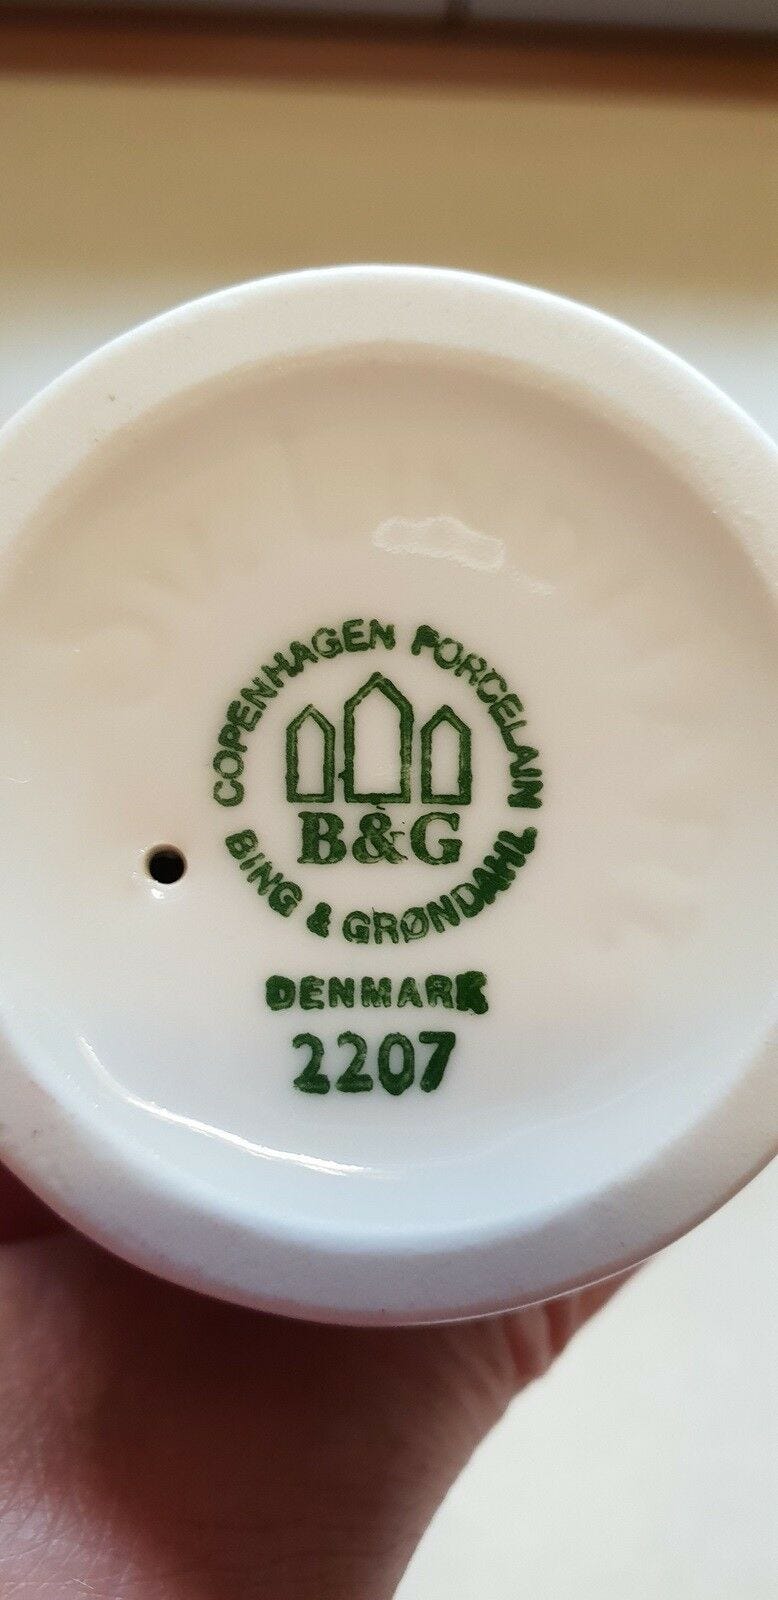 COPENHAGEN PORCELAIN
B&G
BING & GRØNDAHL
DENMARK
2207